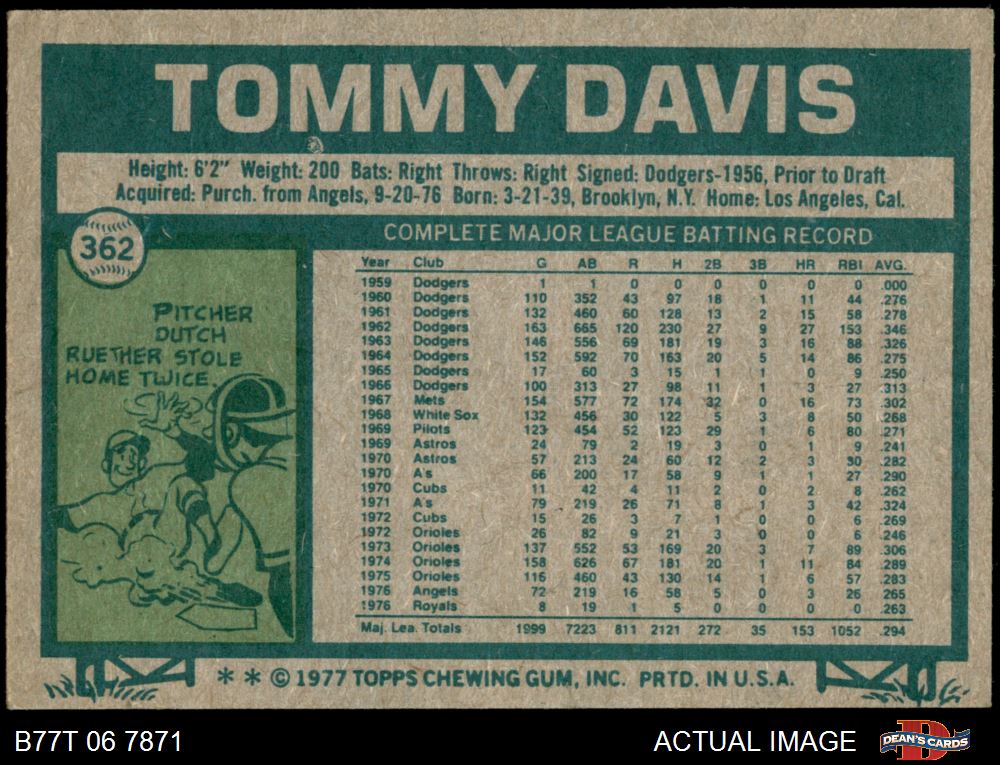 TOMMY DAVIS
Height: 6'2" Weight: 200 Bats: Right Throws: Right Signed: Dodgers-1956, Prior to Draft
Acquired: Purch. from Angels, 9-20-76 Born: 3-21-39, Brooklyn, N.Y. Home: Los Angeles, Cal.
362
PITCHER
DUTCH
RUETHER STOLE
HOME TWICE.
COMPLETE MAJOR LEAGUE BATTING RECORD
Year Club G AB R H 2B 3B HR RBI AVG.
1959 Dodgers 1 1 0 0 0 0 0 0 .000
1960 Dodgers 110 352 43 97 18 1 11 44 .276
1961 Dodgers 132 460 60 128 13 2 15 58 .278
1962 Dodgers 163 665 120 230 27 9 27 153 .346
1963 Dodgers 146 556 69 181 19 3 16 88 .326
1964 Dodgers 152 592 70 163 20 5 14 86 .275
1965 Dodgers 17 60 3 15 1 1 0 9 .250
1966 Dodgers 100 313 27 98 11 1 3 27 .313
1967 Mets 154 577 72 174 32 0 16 73 .302
1968 White Sox 132 456 30 122 5 3 8 50 .268
1969 Pilots 123 454 52 123 29 1 6 80 .271
1969 Astros 24 79 2 19 3 0 1 9 .241
1970 Astros 57 213 24 60 12 2 3 30 .282
1970 A's 66 200 17 58 9 1 1 27 .290
1970 Cubs 11 42 4 11 2 0 2 8 .262
1971 A's 79 219 26 71 8 1 3 42 .324
1972 Cubs 15 26 3 7 1 0 0 6 .269
1972 Orioles 26 82 9 21 3 0 0 6 .246
1973 Orioles 137 552 53 169 20 3 7 89 .306
1974 Orioles 158 626 67 181 20 1 11 84 .289
1975 Orioles 116 460 43 130 14 1 6 57 .283
1976 Angels 72 219 16 58 5 0 3 26 .265
1976 Royals 8 19 1 5 0 0 0 0 .263
Maj. Lea. Totals 1999 7223 811 2121 272 35 153 1052 .294
* * © 1977 TOPPS CHEWING GUM, INC. PRTD. IN U.S.A.
B77T 06 7871
ACTUAL IMAGE
D
DEAN'S CARDS